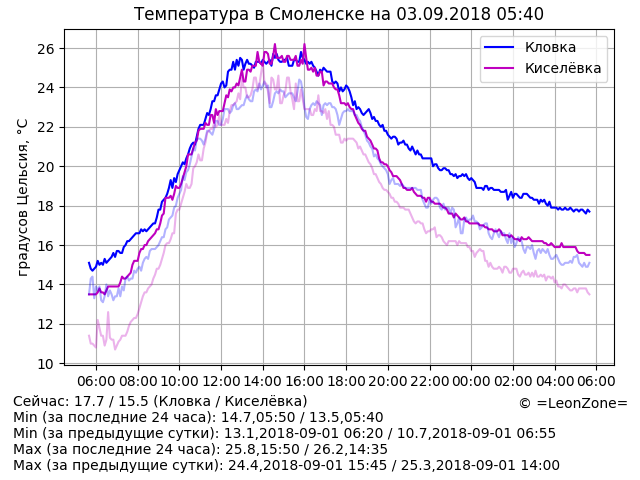 Температура в Смоленске на 03.09.2018 05:40
градусов Цельсия, °C
26
24
22
20
18
16
14
12
10
Кловка
Киселёвка
06:00 08:00 10:00 12:00 14:00 16:00 18:00 20:00 22:00 00:00 02:00 04:00 06:00
Сейчас: 17.7 / 15.5 (Кловка / Киселёвка)
© =LeonZone=
Min (за последние 24 часа): 14.7,05:50 / 13.5,05:40
Min (за предыдущие сутки): 13.1,2018-09-01 06:20 / 10.7,2018-09-01 06:55
Max (за последние 24 часа): 25.8,15:50 / 26.2,14:35
Max (за предыдущие сутки): 24.4,2018-09-01 15:45 / 25.3,2018-09-01 14:00